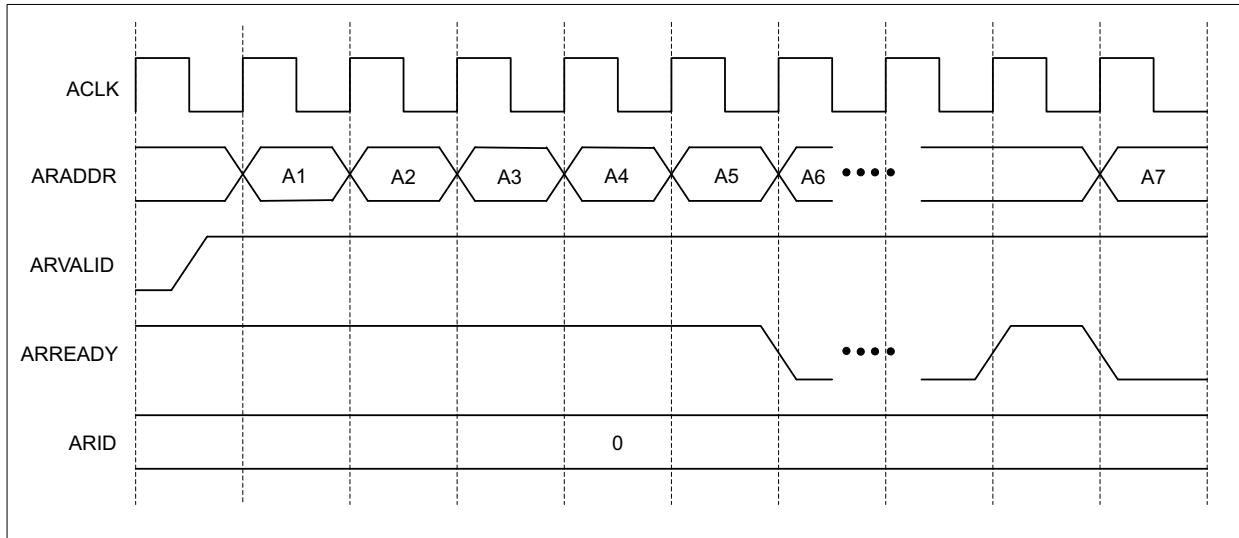 ACLK
ARADDR A1 A2 A3 A4 A5 A6 •••• A7
ARVALID
ARREADY ••••
ARID 0